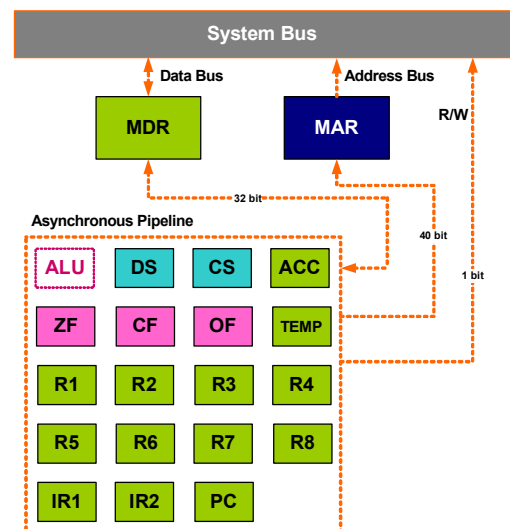 System Bus
Data Bus
Address Bus
R/W
MDR
MAR
32 bit
Asynchronous Pipeline
40 bit
1 bit
ALU
DS
CS
ACC
ZF
CF
OF
TEMP
R1
R2
R3
R4
R5
R6
R7
R8
IR1
IR2
PC